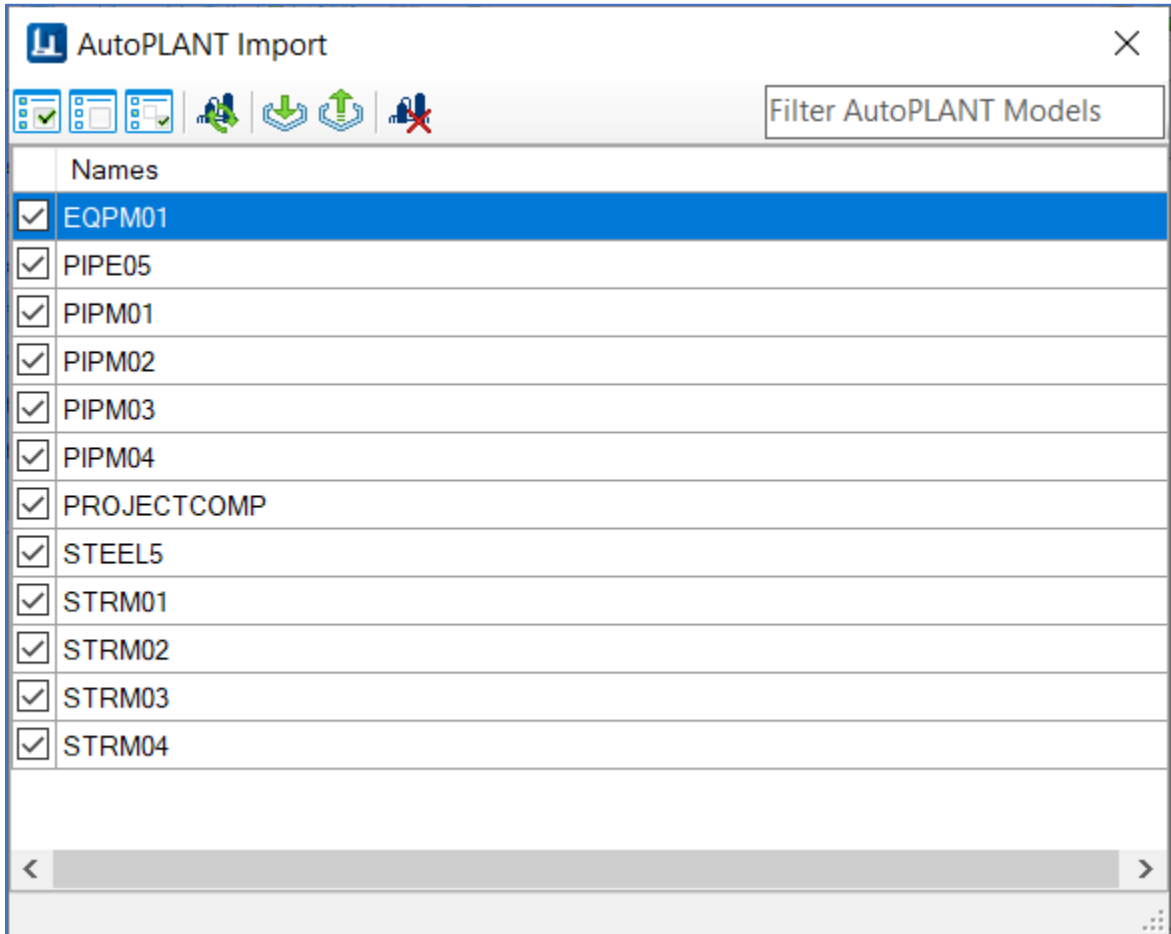 AutoPLANT Import
Filter AutoPLANT Models
Names
EQPM01
PIPE05
PIPM01
PIPM02
PIPM03
PIPM04
PROJECTCOMP
STEEL5
STRM01
STRM02
STRM03
STRM04